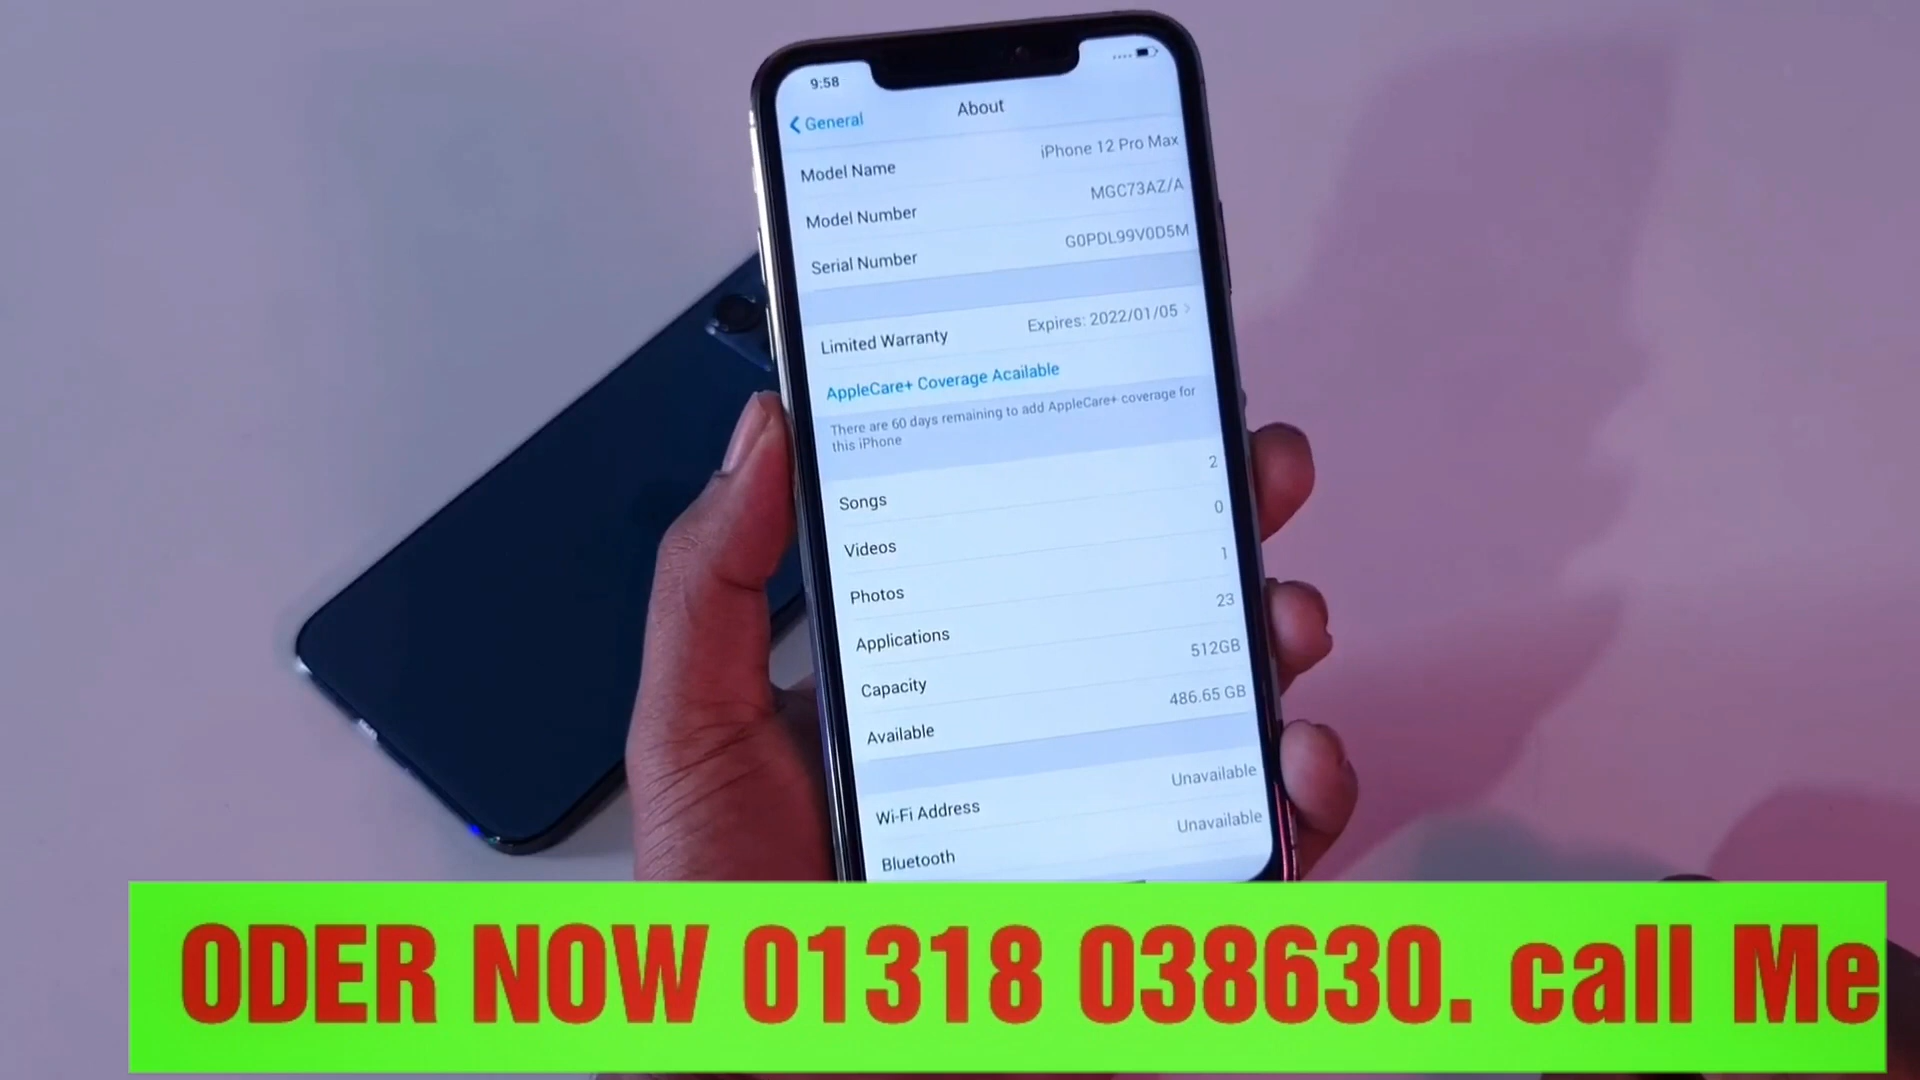 9:58
General
About
Model Name iPhone 12 Pro Max
Model Number MGC73AZ/A
Serial Number G0PDL99V0D5M
Limited Warranty Expires: 2022/01/05
AppleCare+ Coverage Acailable
There are 60 days remaining to add AppleCare+ coverage for
this iPhone
Songs 2
Videos 0
Photos 1
Applications 23
Capacity 512GB
Available 486.65 GB
Wi-Fi Address Unavailable
Bluetooth Unavailable
ODER NOW 01318 038630. call Me